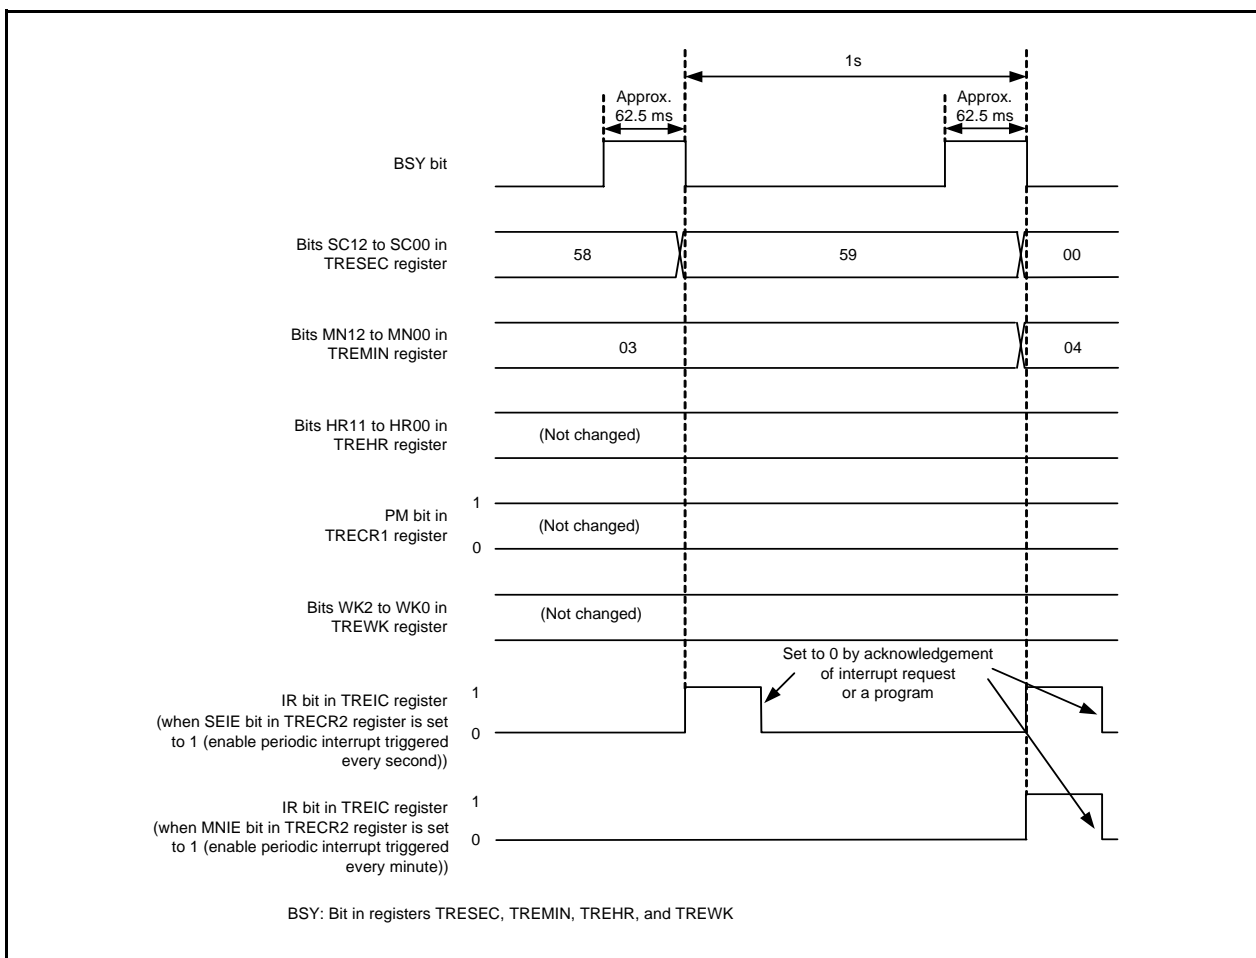 1s
Approx.
62.5 ms
Approx.
62.5 ms
BSY bit
Bits SC12 to SC00 in
TRESEC register
58
59
00
Bits MN12 to MN00 in
TREMIN register
03
04
Bits HR11 to HR00 in
TREHR register
(Not changed)
PM bit in
TRECR1 register
1
0
(Not changed)
Bits WK2 to WK0 in
TREWK register
(Not changed)
Set to 0 by acknowledgement
of interrupt request
or a program
IR bit in TREIC register
(when SEIE bit in TRECR2 register is set
to 1 (enable periodic interrupt triggered
every second))
1
0
IR bit in TREIC register
(when MNIE bit in TRECR2 register is set
to 1 (enable periodic interrupt triggered
every minute))
1
0
BSY: Bit in registers TRESEC, TREMIN, TREHR, and TREWK